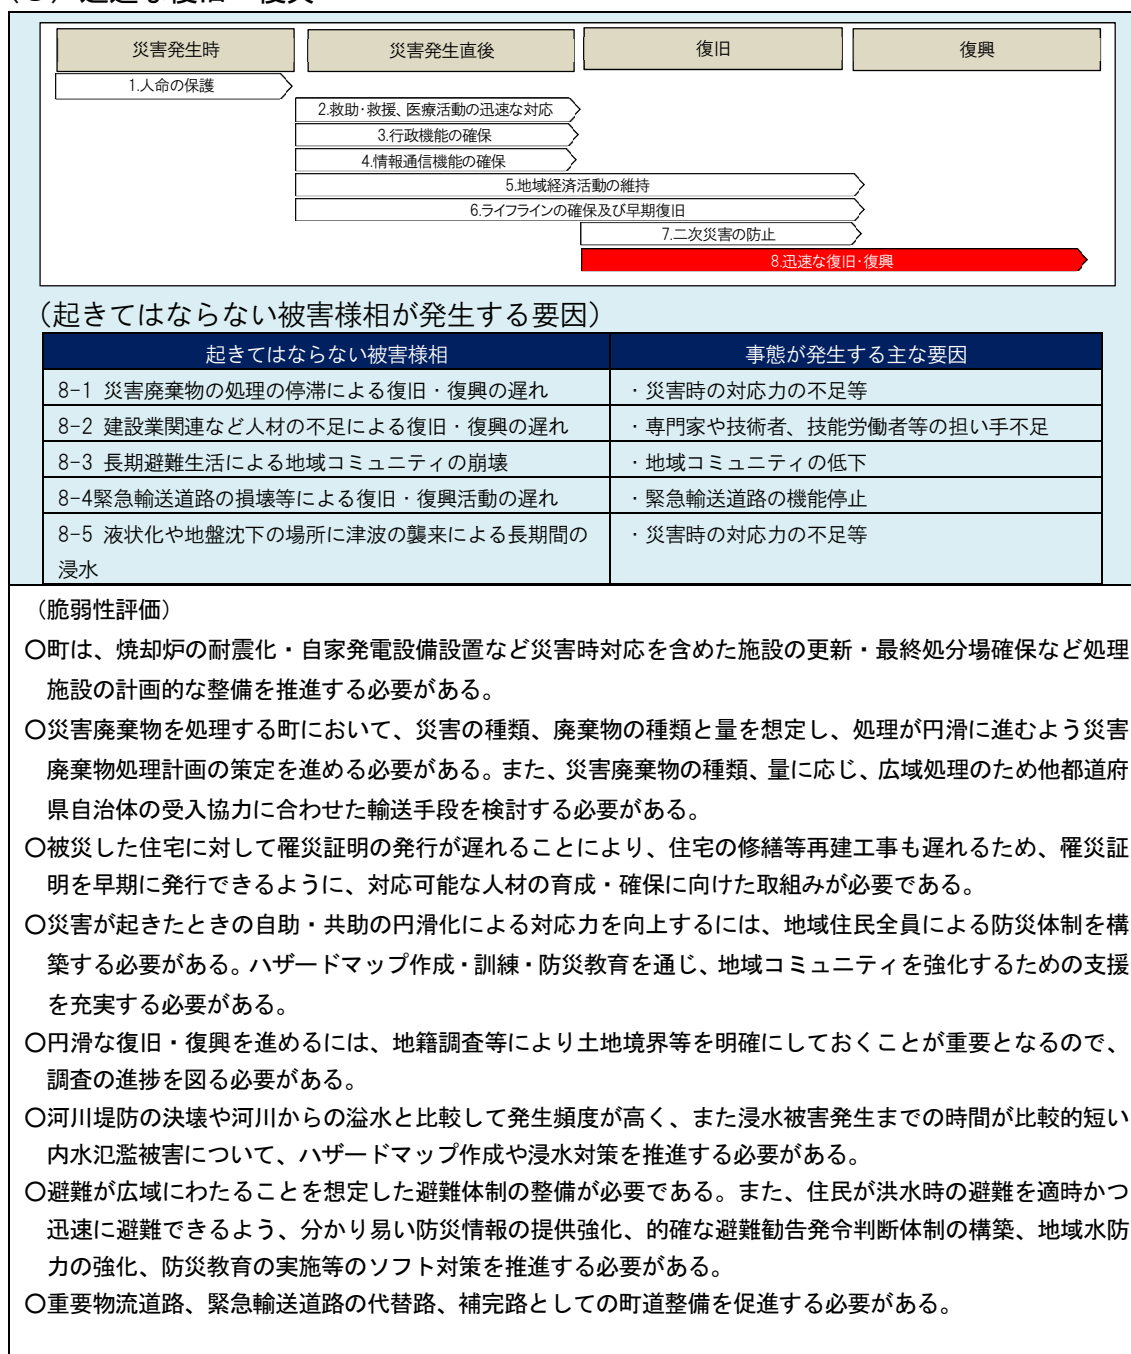 災害発生時 災害発生直後 復旧 復興
1.人命の保護
2.救助・救援、医療活動の迅速な対応
3.行政機能の確保
4.情報通信機能の確保
5.地域経済活動の維持
6.ライフラインの確保及び早期復旧
7.二次災害の防止
8.迅速な復旧・復興
（起きてはならない被害様相が発生する要因）
起きてはならない被害様相 事態が発生する主な要因
8-1 災害廃棄物の処理の停滞による復旧・復興の遅れ ・災害時の対応力の不足等
8-2 建設業関連など人材の不足による復旧・復興の遅れ ・専門家や技術者、技能労働者等の担い手不足
8-3 長期避難生活による地域コミュニティの崩壊 ・地域コミュニティの低下
8-4緊急輸送道路の損壊等による復旧・復興活動の遅れ ・緊急輸送道路の機能停止
8-5 液状化や地盤沈下の場所に津波の襲来による長期間の ・災害時の対応力の不足等
浸水
（脆弱性評価）
〇町は、焼却炉の耐震化・自家発電設備設置など災害時対応を含めた施設の更新・最終処分場確保など処理
施設の計画的な整備を推進する必要がある。
〇災害廃棄物を処理する町において、災害の種類、廃棄物の種類と量を想定し、処理が円滑に進むよう災害
廃棄物処理計画の策定を進める必要がある。また、災害廃棄物の種類、量に応じ、広域処理のため他都道府
県自治体の受入協力に合わせた輸送手段を検討する必要がある。
〇被災した住宅に対して罹災証明の発行が遅れることにより、住宅の修繕等再建工事も遅れるため、罹災証
明を早期に発行できるように、対応可能な人材の育成・確保に向けた取組みが必要である。
〇災害が起きたときの自助・共助の円滑化による対応力を向上するには、地域住民全員による防災体制を構
築する必要がある。ハザードマップ作成・訓練・防災教育を通じ、地域コミュニティを強化するための支援
を充実する必要がある。
〇円滑な復旧・復興を進めるには、地籍調査等により土地境界等を明確にしておくことが重要となるので、
調査の進捗を図る必要がある。
〇河川堤防の決壊や河川からの溢水と比較して発生頻度が高く、また浸水被害発生までの時間が比較的短い
内水氾濫被害について、ハザードマップ作成や浸水対策を推進する必要がある。
〇避難が広域にわたることを想定した避難体制の整備が必要である。また、住民が洪水時の避難を適時かつ
迅速に避難できるよう、分かり易い防災情報の提供強化、的確な避難勧告発令判断体制の構築、地域水防
力の強化、防災教育の実施等のソフト対策を推進する必要がある。
〇重要物流道路、緊急輸送道路の代替路、補完路としての町道整備を促進する必要がある。